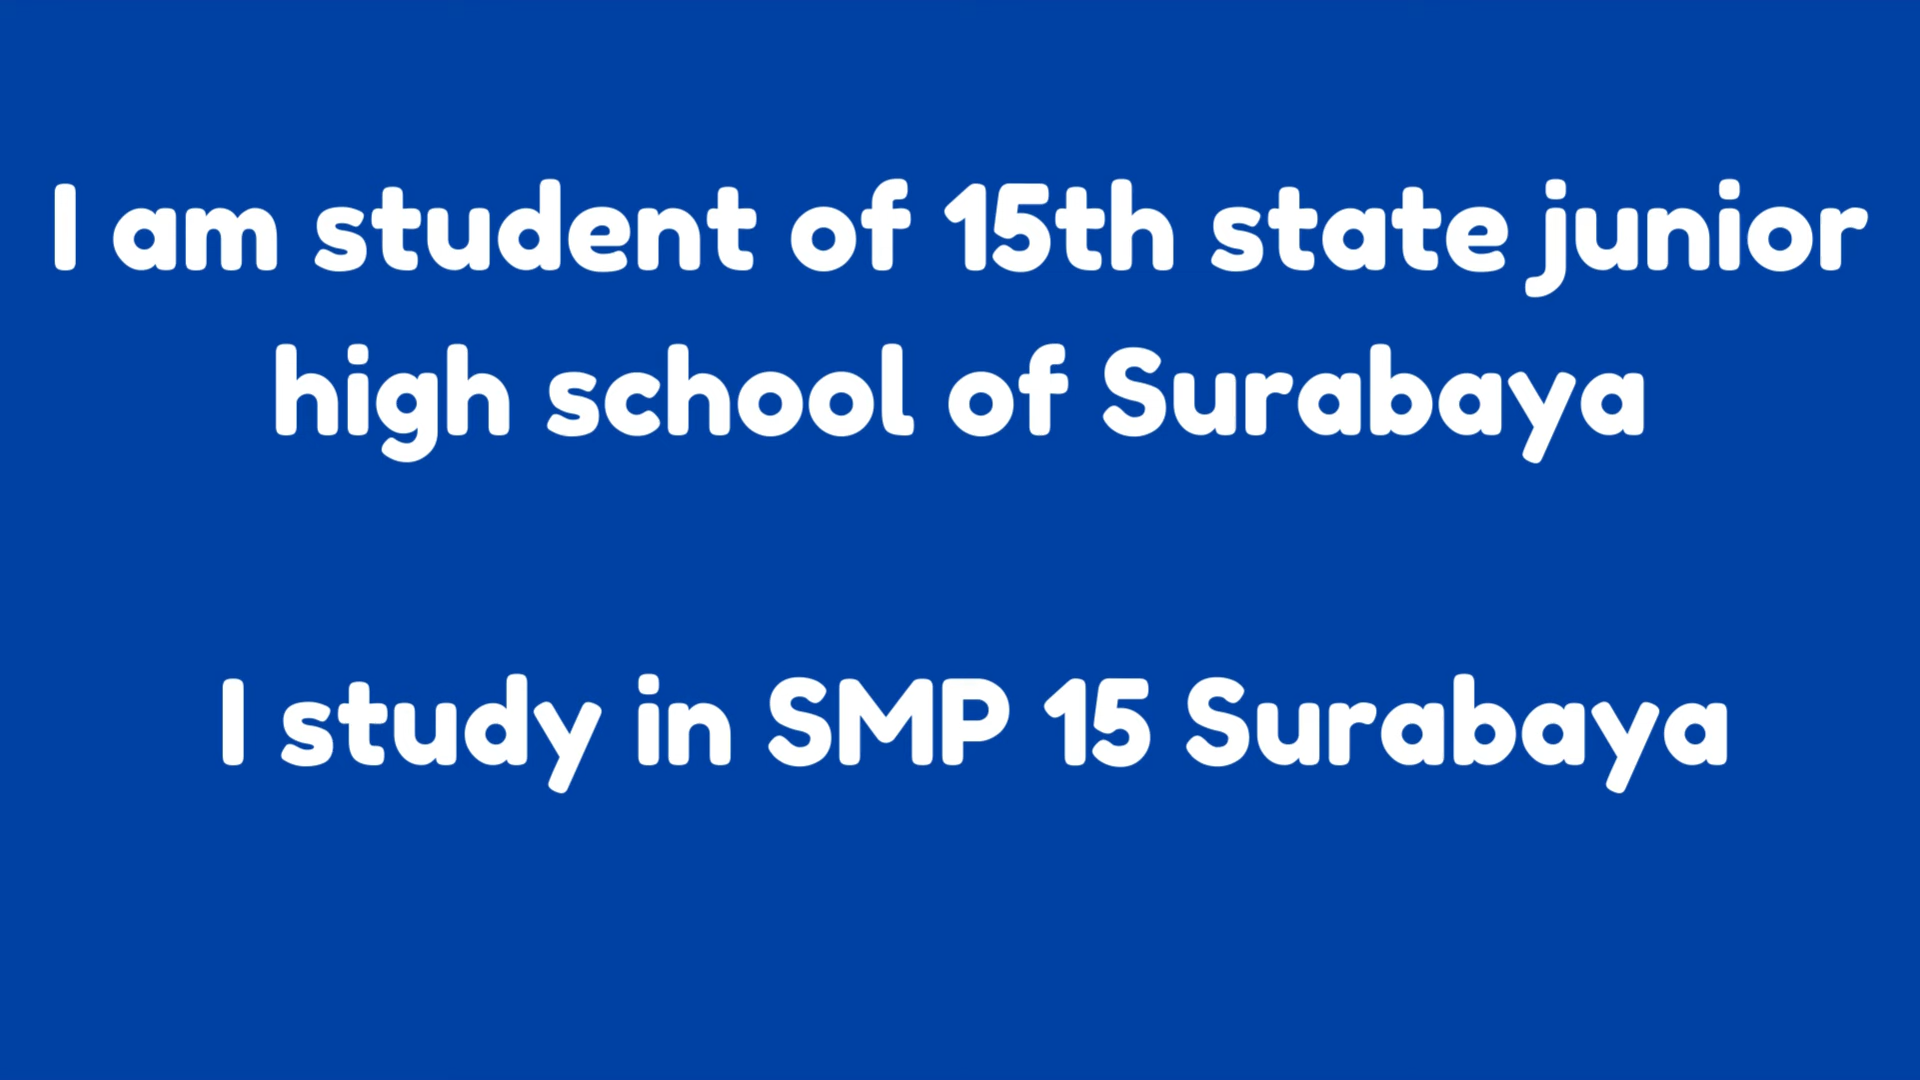 I am student of 15th state junior
high school of Surabaya
I study in SMP 15 Surabaya